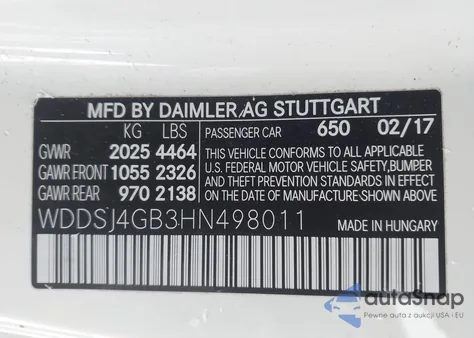 MFD BY DAIMLER AG STUTTGART
KG LBS PASSENGER CAR 650 02/17
GVWR 2025 4464 THIS VEHICLE CONFORMS TO ALL
GAWR FRONT 1055 2326 APPLICABLE U.S. FEDERAL MOTOR
GAWR REAR 970 2138 VEHICLE SAFETY, BUMPER
AND THEFT PREVENTION STANDARDS
IN EFFECT ON THE DATE OF
MANUFACTURE SHOWN ABOVE.
WDDSJ4GB3HN498011 MADE IN HUNGARY
autoSnap
Pewne auta z aukcji USA i EU